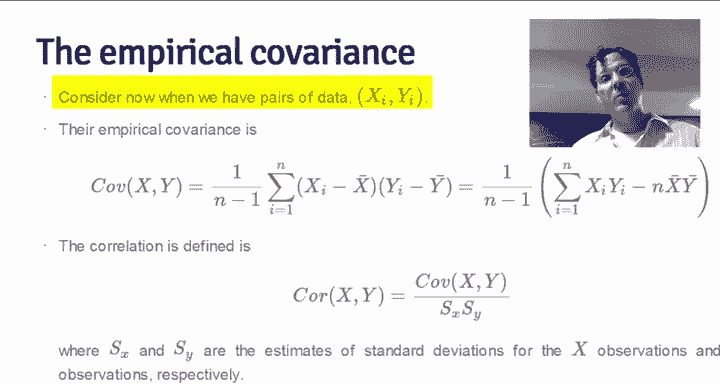 The empirical covariance
· Consider now when we have pairs of data, (X_i, Y_i).
· Their empirical covariance is
Cov(X, Y) = \frac{1}{n-1} \sum_{i=1}^{n} (X_i - \bar{X})(Y_i - \bar{Y}) = \frac{1}{n-1} \left( \sum_{i=1}^{n} X_i Y_i - n\bar{X}\bar{Y} \right)
· The correlation is defined is
Cor(X, Y) = \frac{Cov(X, Y)}{S_x S_y}
where S_x and S_y are the estimates of standard deviations for the X observations and
observations, respectively.